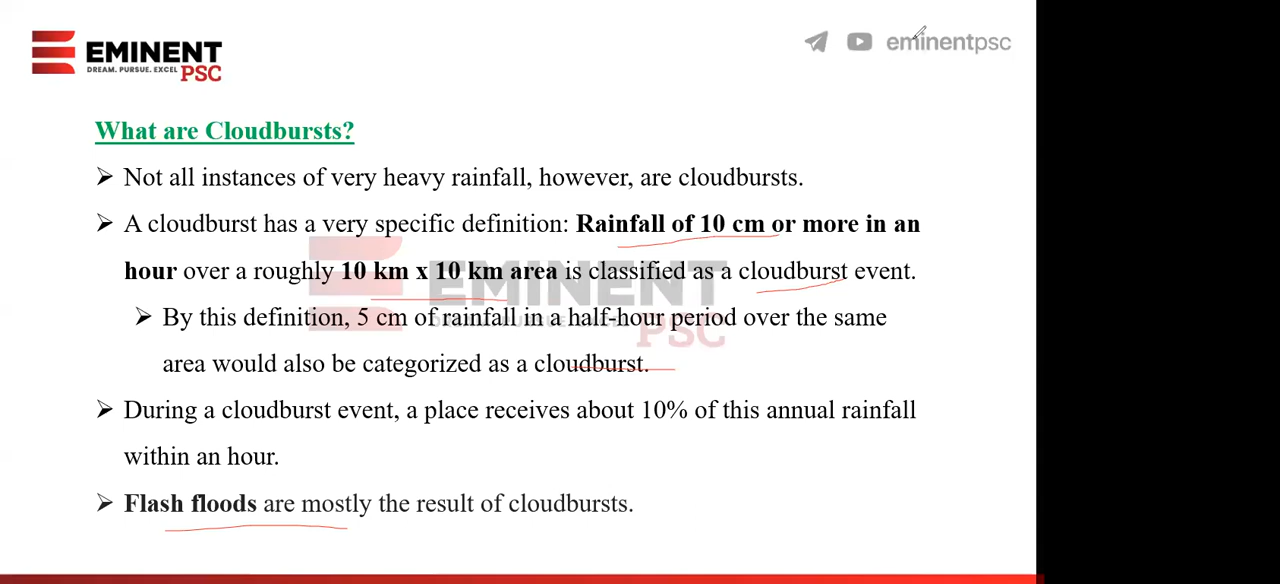 EMINENT
DREAM. PURSUE. EXCEL
PSC
eminentpsc
What are Cloudbursts?
➢ Not all instances of very heavy rainfall, however, are cloudbursts.
➢ A cloudburst has a very specific definition: Rainfall of 10 cm or more in an
hour over a roughly 10 km x 10 km area is classified as a cloudburst event.
➢ By this definition, 5 cm of rainfall in a half-hour period over the same
area would also be categorized as a cloudburst.
➢ During a cloudburst event, a place receives about 10% of this annual rainfall
within an hour.
➢ Flash floods are mostly the result of cloudbursts.
EMINENT
PSC